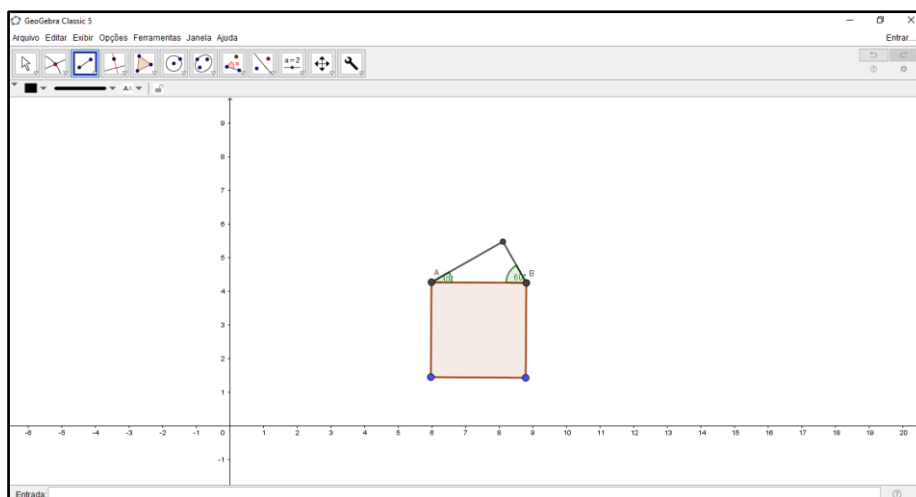 GeoGebra Classic 5
Arquivo Editar Exibir Opções Ferramentas Janela Ajuda
Entrar...
a=2
AA
9
8
7
6
5
A
B
4
3
2
1
-6 -5 -4 -3 -2 -1 0 1 2 3 4 5 6 7 8 9 10 11 12 13 14 15 16 17 18 19 20
-1
Entrada: